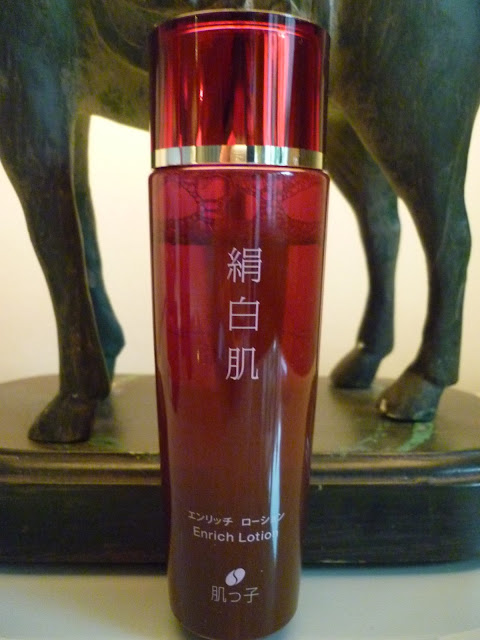 絹
白
肌
エンリッチ ローション
Enrich Lotion
肌っ子